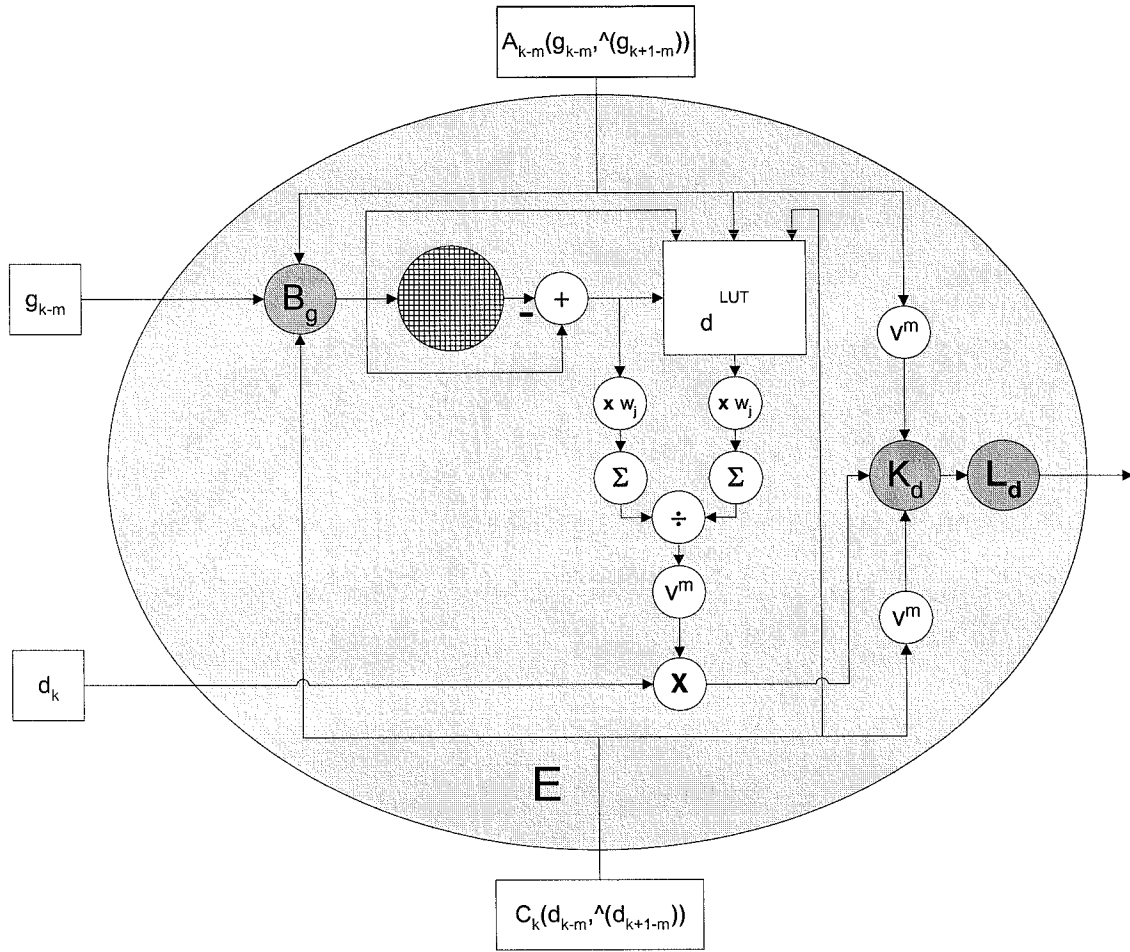 A_{k-m}(g_{k-m},^(g_{k+1-m}))
g_{k-m}
B_g
-
+
LUT
d
V^m
x w_j
x w_j
K_d
L_d
Σ
Σ
÷
V^m
V^m
d_k
X
E
C_k(d_{k-m},^(d_{k+1-m}))